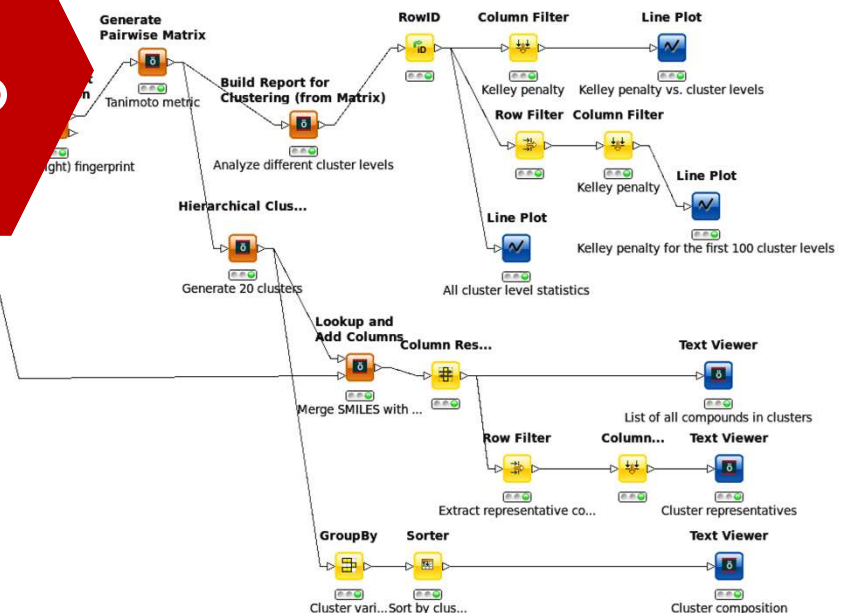 Generate
Pairwise Matrix
Tanimoto metric
fingerprint
Build Report for
Clustering (from Matrix)
Analyze different cluster levels
RowID
Column Filter
Kelley penalty
Line Plot
Kelley penalty vs. cluster levels
Row Filter
Column Filter
Kelley penalty
Line Plot
Kelley penalty for the first 100 cluster levels
Line Plot
All cluster level statistics
Hierarchical Clus...
Generate 20 clusters
Lookup and
Add Columns
Merge SMILES with ...
Column Res...
Text Viewer
List of all compounds in clusters
Row Filter
Extract representative co...
Column...
Text Viewer
Cluster representatives
GroupBy
Cluster vari...
Sorter
Sort by clus...
Text Viewer
Cluster composition